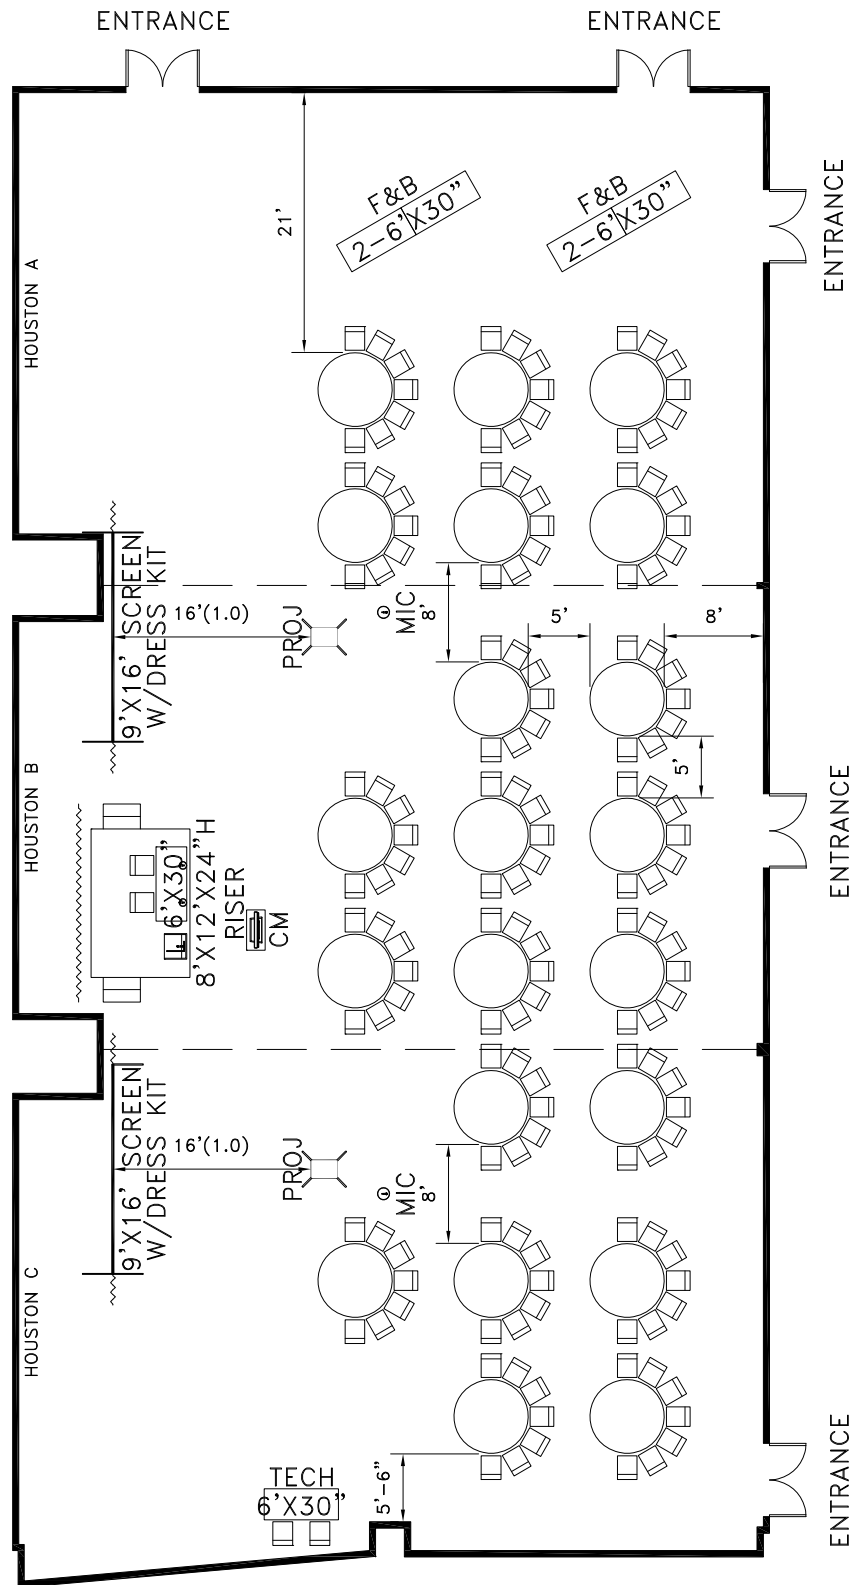 ENTRANCE
ENTRANCE
ENTRANCE
21'
F&B
2-6'X30"
F&B
2-6'X30"
HOUSTON A
9'X16' SCREEN
W/DRESS KIT
16'(1.0)
PROJ
MIC
8'
5'
8'
5'
HOUSTON B
6'X30"
8'X12'X24"H
RISER
CM
ENTRANCE
9'X16' SCREEN
W/DRESS KIT
16'(1.0)
PROJ
MIC
8'
HOUSTON C
TECH
6'X30"
5'-6"
ENTRANCE